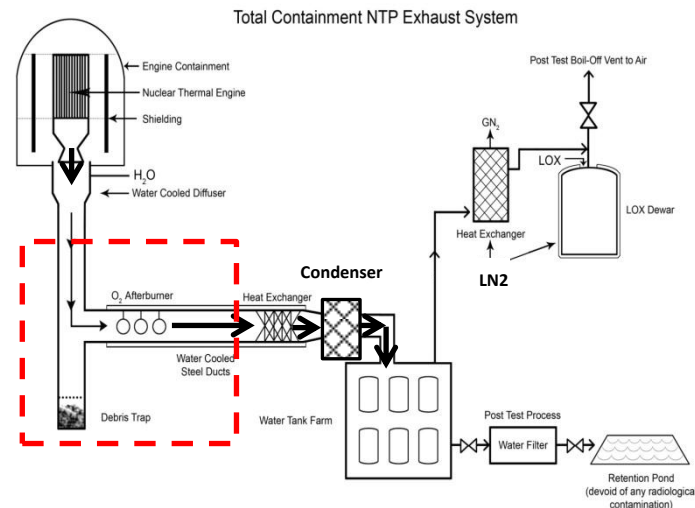 Total Containment NTP Exhaust System
Engine Containment
Nuclear Thermal Engine
Shielding
H2O
Water Cooled Diffuser
Post Test Boil-Off Vent to Air
GN2
LOX
LOX Dewar
Heat Exchanger
LN2
O2 Afterburner
Heat Exchanger
Condenser
Water Cooled
Steel Ducts
Debris Trap
Water Tank Farm
Post Test Process
Water Filter
Retention Pond
(devoid of any radiological
contamination)